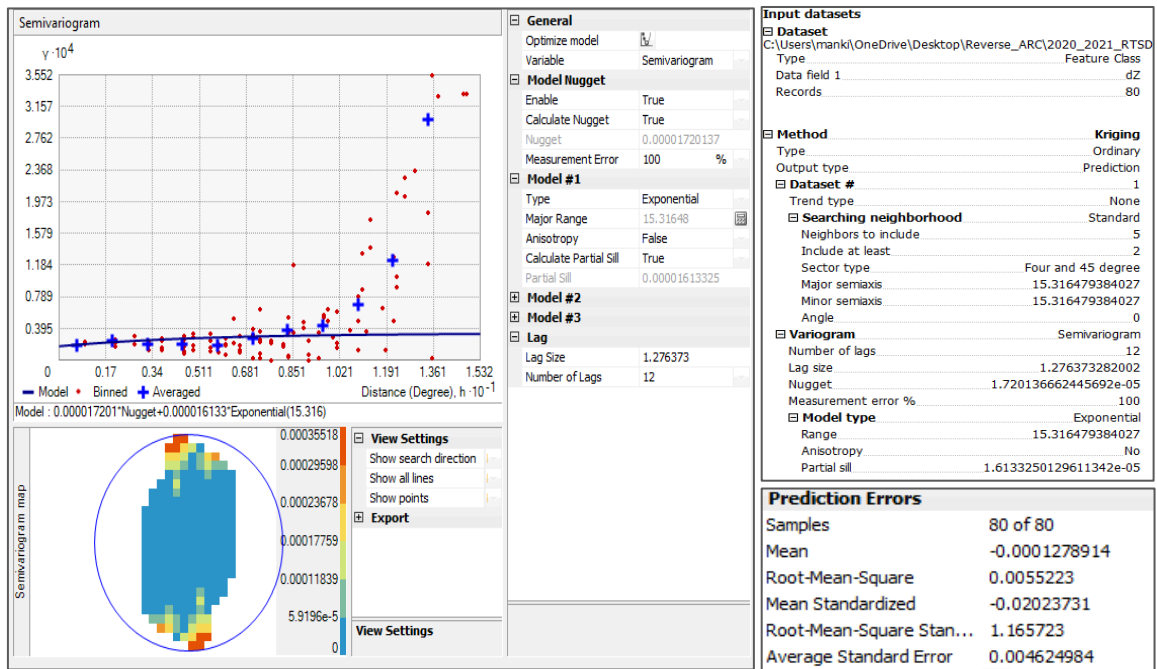 Semivariogram
γ ·10⁴
3.552
3.157
2.762
2.368
1.973
1.579
1.184
0.789
0.395
0 0.17 0.34 0.511 0.681 0.851 1.021 1.191 1.361 1.532
Model Binned Averaged Distance (Degree), h ·10⁻¹
Model : 0.000017201*Nugget+0.000016133*Exponential(15.316)
Semivariogram map
0.00035518
0.00029598
0.00023678
0.00017759
0.00011839
5.9196e-5
0
View Settings
Show search direction
Show all lines
Show points
Export
View Settings
General
Optimize model
Variable Semivariogram
Model Nugget
Enable True
Calculate Nugget True
Nugget 0.00001720137
Measurement Error 100 %
Model #1
Type Exponential
Major Range 15.31648
Anisotropy False
Calculate Partial Sill True
Partial Sill 0.00001613325
Model #2
Model #3
Lag
Lag Size 1.276373
Number of Lags 12
Input datasets
Dataset
C:\Users\manki\OneDrive\Desktop\Reverse_ARC\2020_2021_RTSD
Type Feature Class
Data field 1 dZ
Records 80
Method Kriging
Type Ordinary
Output type Prediction
Dataset # 1
Trend type None
Searching neighborhood Standard
Neighbors to include 5
Include at least 2
Sector type Four and 45 degree
Major semiaxis 15.316479384027
Minor semiaxis 15.316479384027
Angle 0
Variogram Semivariogram
Number of lags 12
Lag size 1.276373282002
Nugget 1.720136662445692e-05
Measurement error % 100
Model type Exponential
Range 15.316479384027
Anisotropy No
Partial sill 1.6133250129611342e-05
Prediction Errors
Samples 80 of 80
Mean -0.0001278914
Root-Mean-Square 0.0055223
Mean Standardized -0.02023731
Root-Mean-Square Stan... 1.165723
Average Standard Error 0.004624984